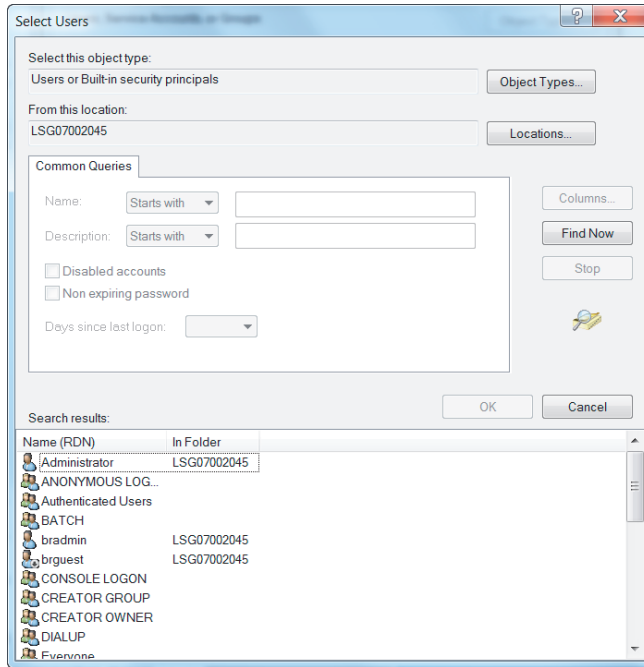 Select Users
Select this object type:
Users or Built-in security principals
Object Types...
From this location:
LSG07002045
Locations...
Common Queries
Name: Starts with
Description: Starts with
Disabled accounts
Non expiring password
Days since last logon:
Columns...
Find Now
Stop
OK Cancel
Search results:
Name (RDN) In Folder
Administrator LSG07002045
ANONYMOUS LOG...
Authenticated Users
BATCH
bradmin LSG07002045
brguest LSG07002045
CONSOLE LOGON
CREATOR GROUP
CREATOR OWNER
DIALUP
Everyone